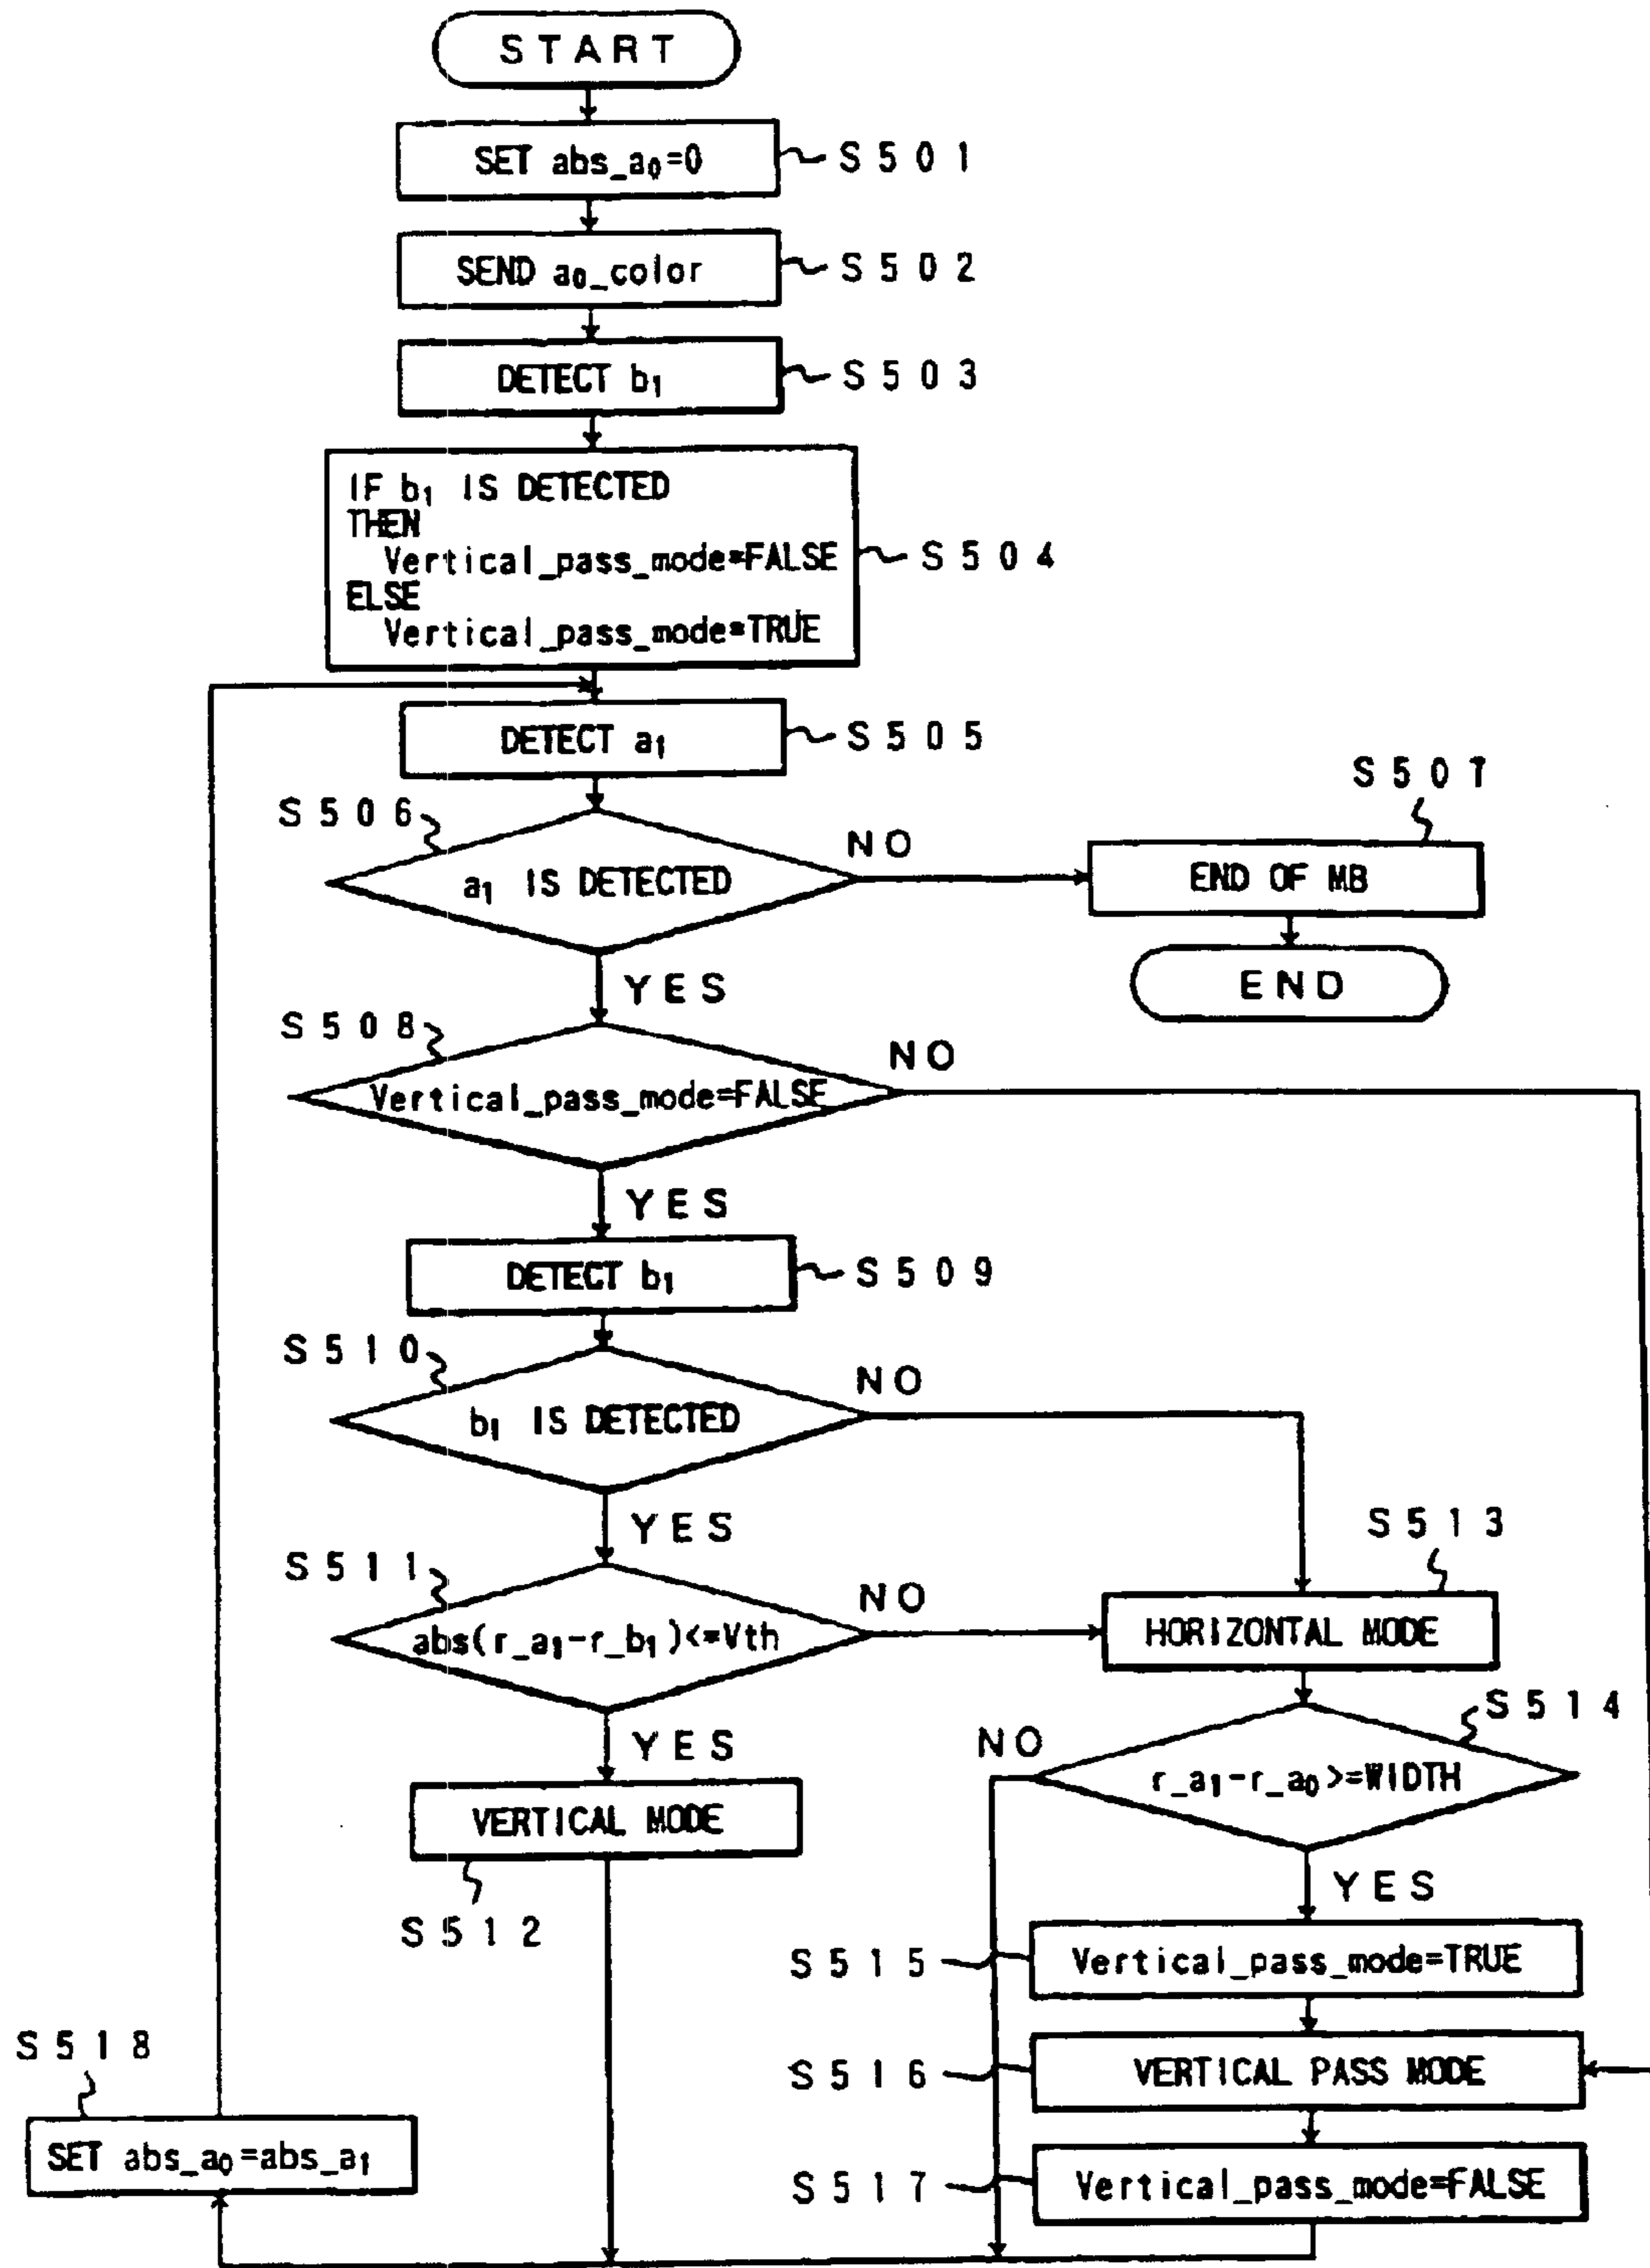 START
SET abs_a₀=0
S501
SEND a₀_color
S502
DETECT b₁
S503
IF b₁ IS DETECTED
THEN
Vertical_pass_mode=FALSE
ELSE
Vertical_pass_mode=TRUE
S504
DETECT a₁
S505
S506
a₁ IS DETECTED
NO
YES
S507
END OF MB
END
S508
Vertical_pass_mode=FALSE
NO
YES
DETECT b₁
S509
S510
b₁ IS DETECTED
NO
YES
S511
abs(r_a₁-r_b₁)<=Vth
NO
YES
S513
HORIZONTAL MODE
S514
r_a₁-r_a₀>=WIDTH
NO
YES
VERTICAL MODE
S512
S515
Vertical_pass_mode=TRUE
S516
VERTICAL PASS MODE
S517
Vertical_pass_mode=FALSE
S518
SET abs_a₀=abs_a₁